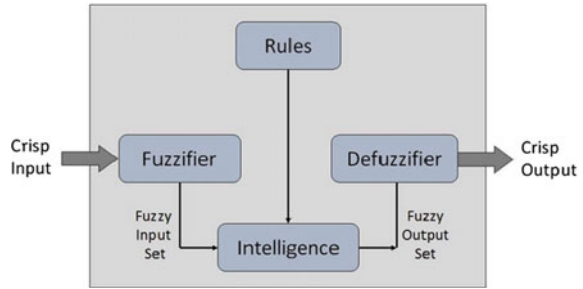 Rules
Crisp
Input
Fuzzifier
Defuzzifier
Crisp
Output
Fuzzy
Input
Set
Intelligence
Fuzzy
Output
Set